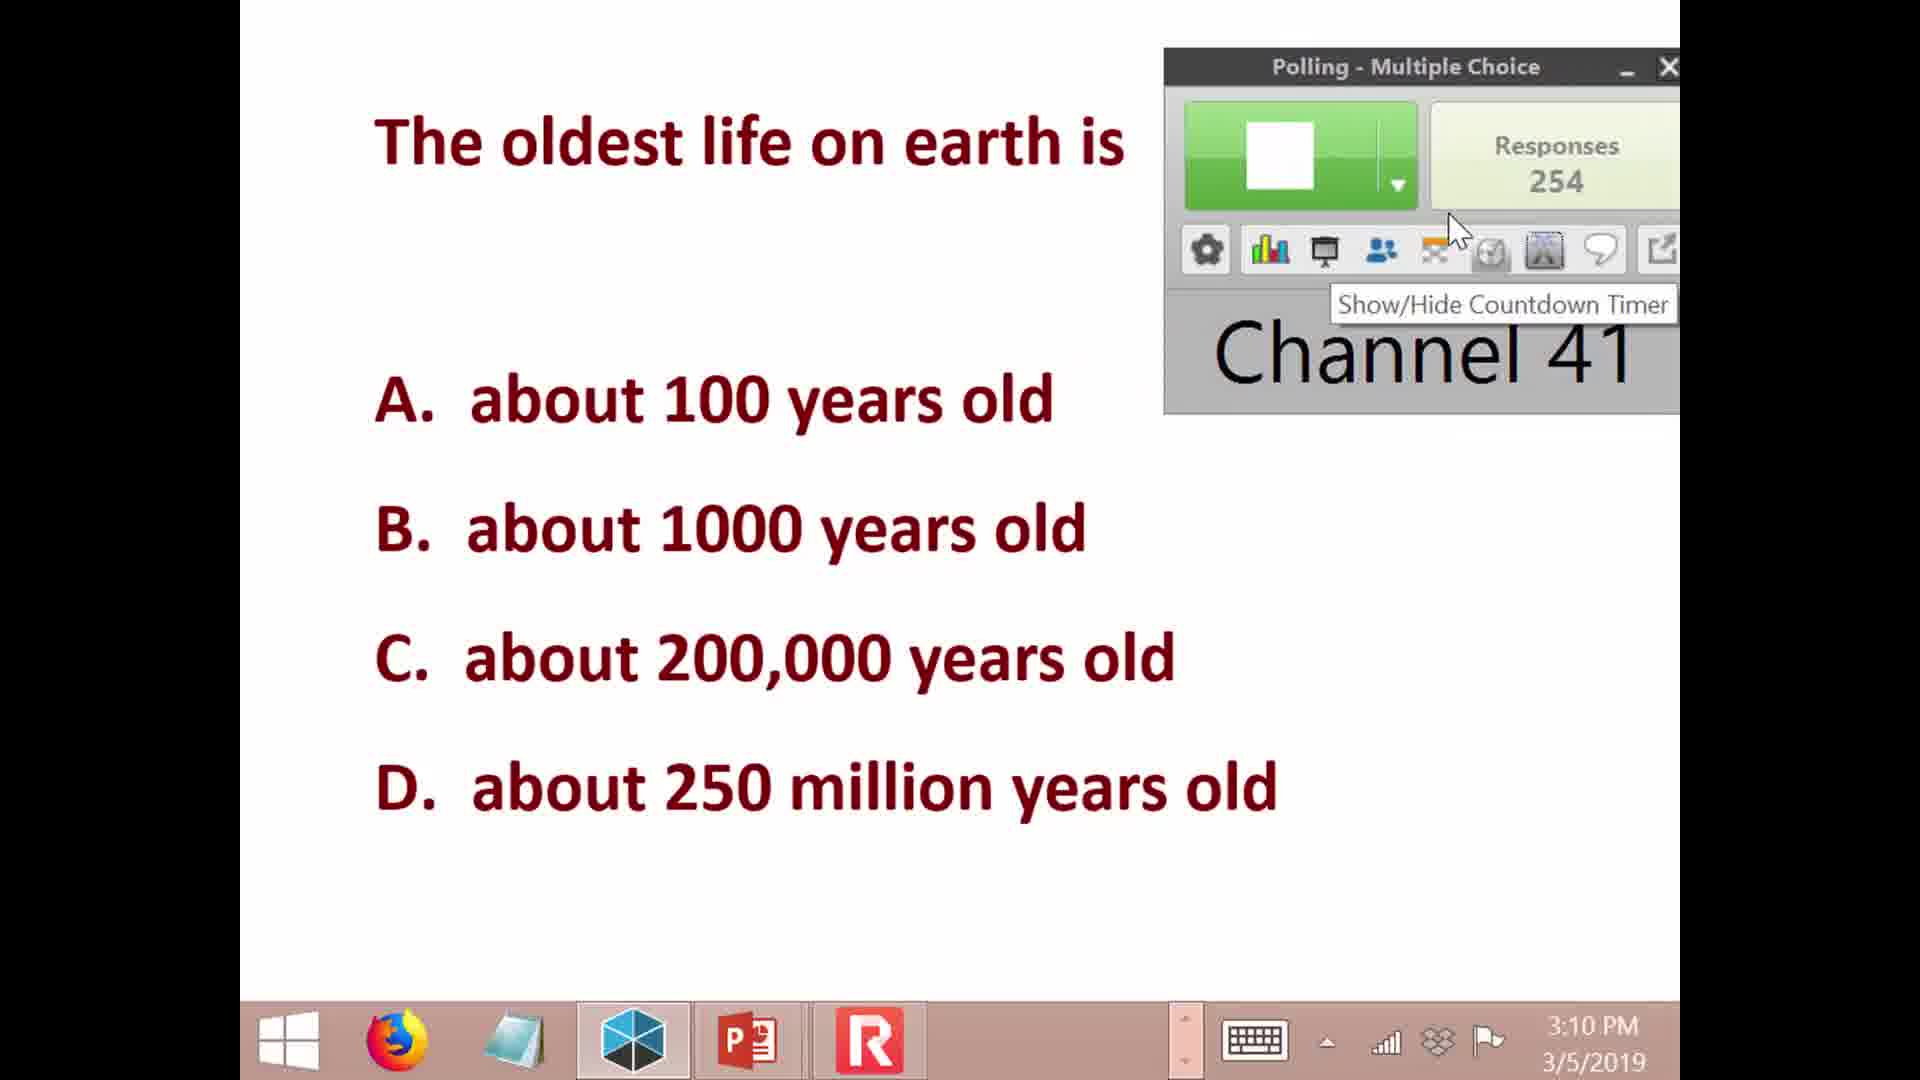 Polling - Multiple Choice
The oldest life on earth is
Responses
254
Show/Hide Countdown Timer
Channel 41
A. about 100 years old
B. about 1000 years old
C. about 200,000 years old
D. about 250 million years old
P
R
3:10 PM
3/5/2019